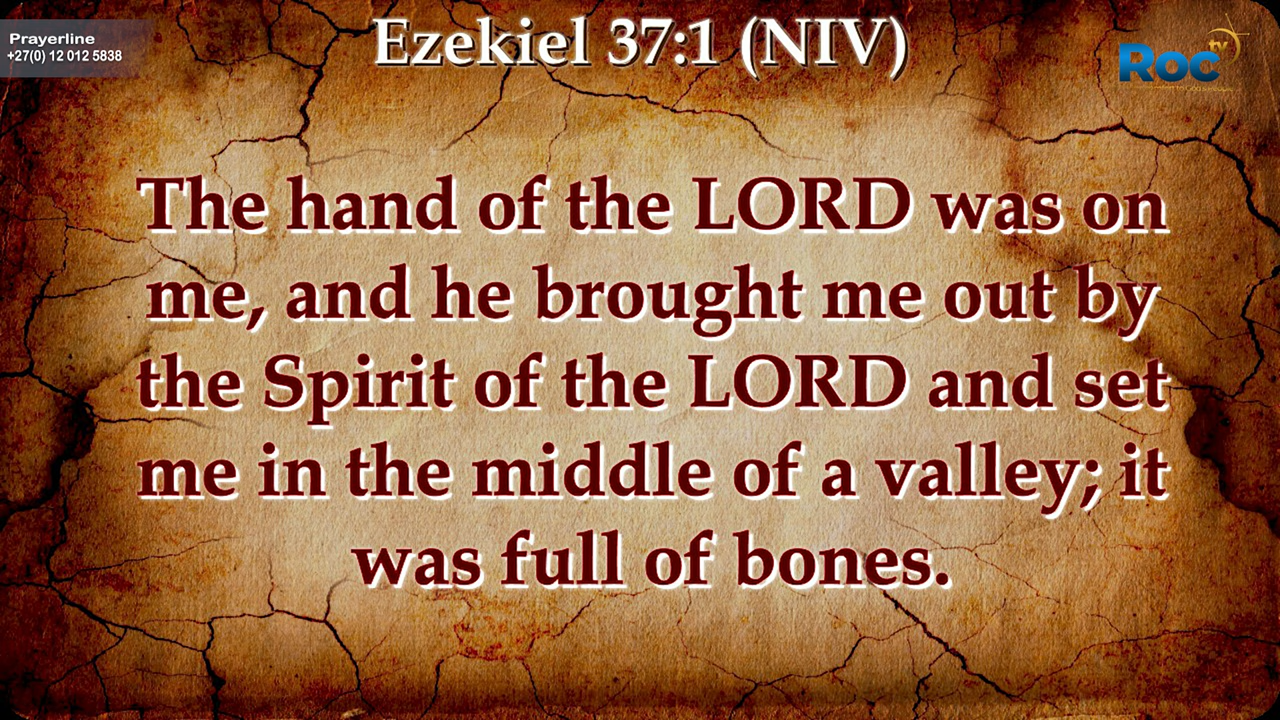 Prayerline
+27(0) 12 012 5838
Ezekiel 37:1 (NIV)
Roc tv
The hand of the LORD was on
me, and he brought me out by
the Spirit of the LORD and set
me in the middle of a valley; it
was full of bones.